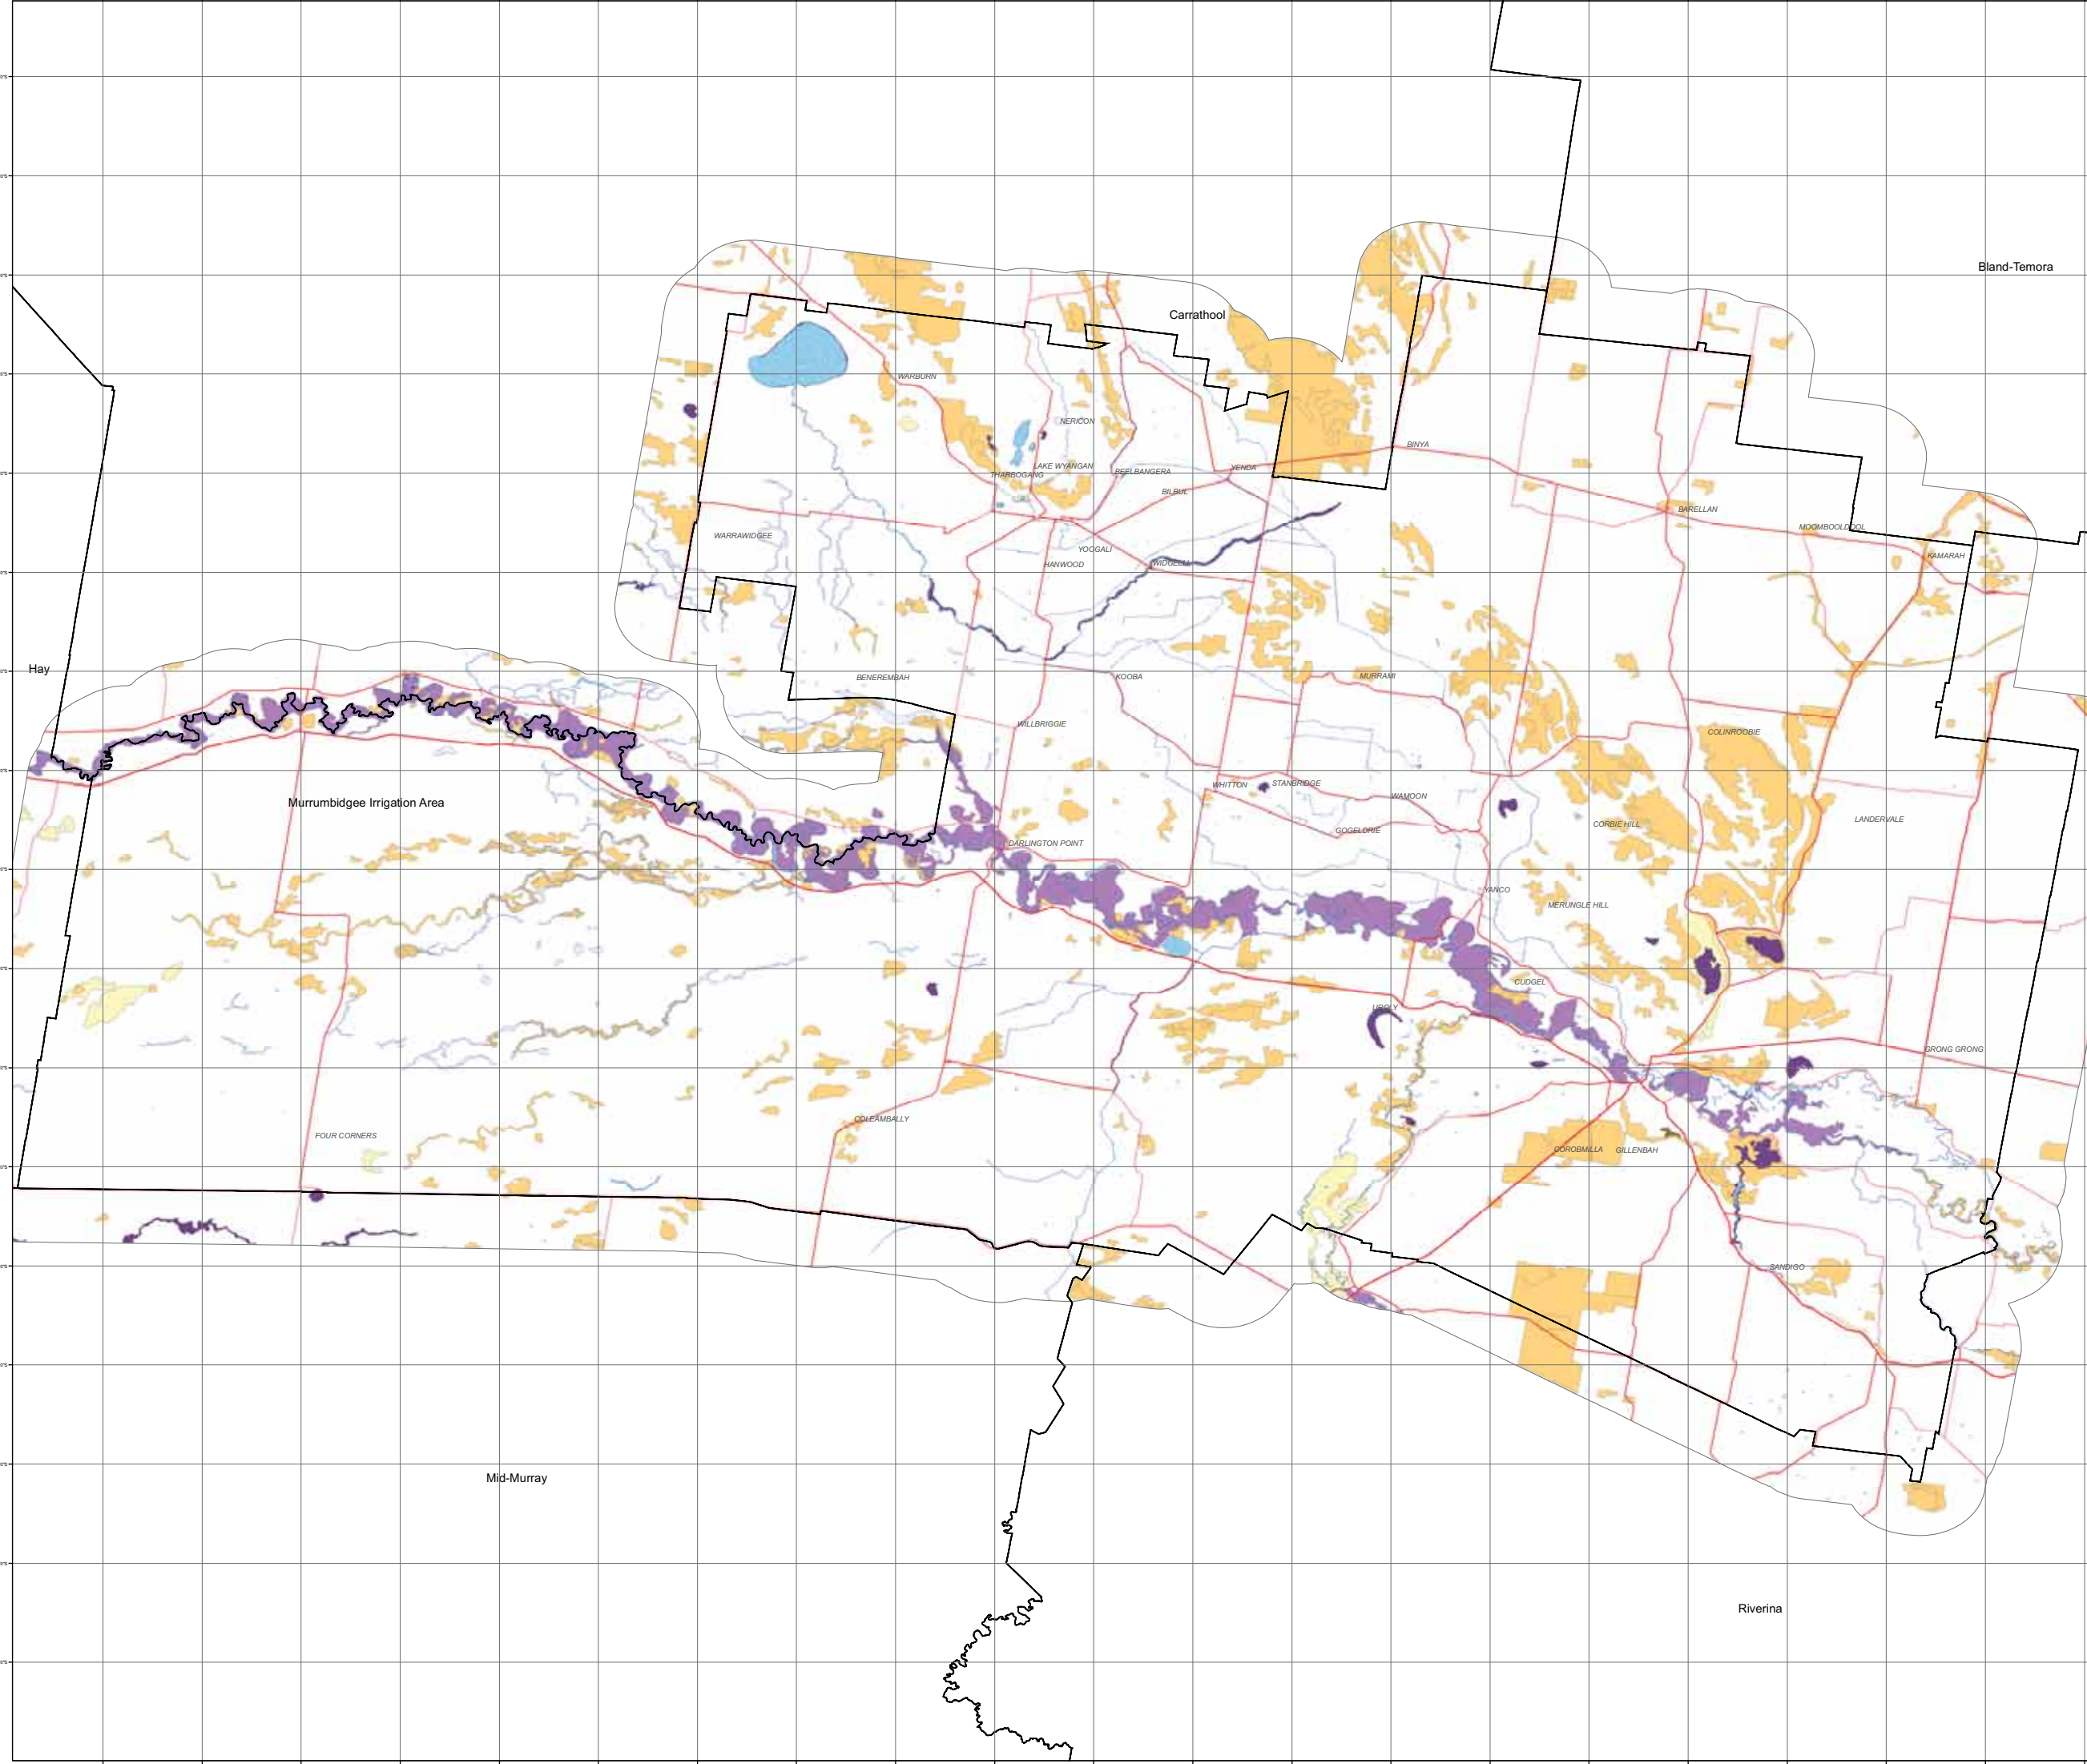 Bland-Temora
Carrathool
WARBURN
NERICON
BINYA
LAKE WYANGAN
THARBOGANG
BEELBANGERA
YENDA
BILBUL
BARELLAN
MOOMBOOLDOOL
WARRAWIDGEE
YOOGALI
KAMARAH
HANWOOD
WIDGELLI
Hay
BENEREMBAH
KOOBA
MURRAMI
WILLBRIGGIE
COLINROOBIE
WHITTON
STANBRIDGE
WAMOON
Murrumbidgee Irrigation Area
CORBIE HILL
LANDERVALE
GOGELDRIE
DARLINGTON POINT
YANCO
MERUNGLE HILL
CUDGEL
GRONG GRONG
COLEAMBALLY
FOUR CORNERS
COROBIMILLA
GILLENBAH
SANDIGO
Mid-Murray
Riverina